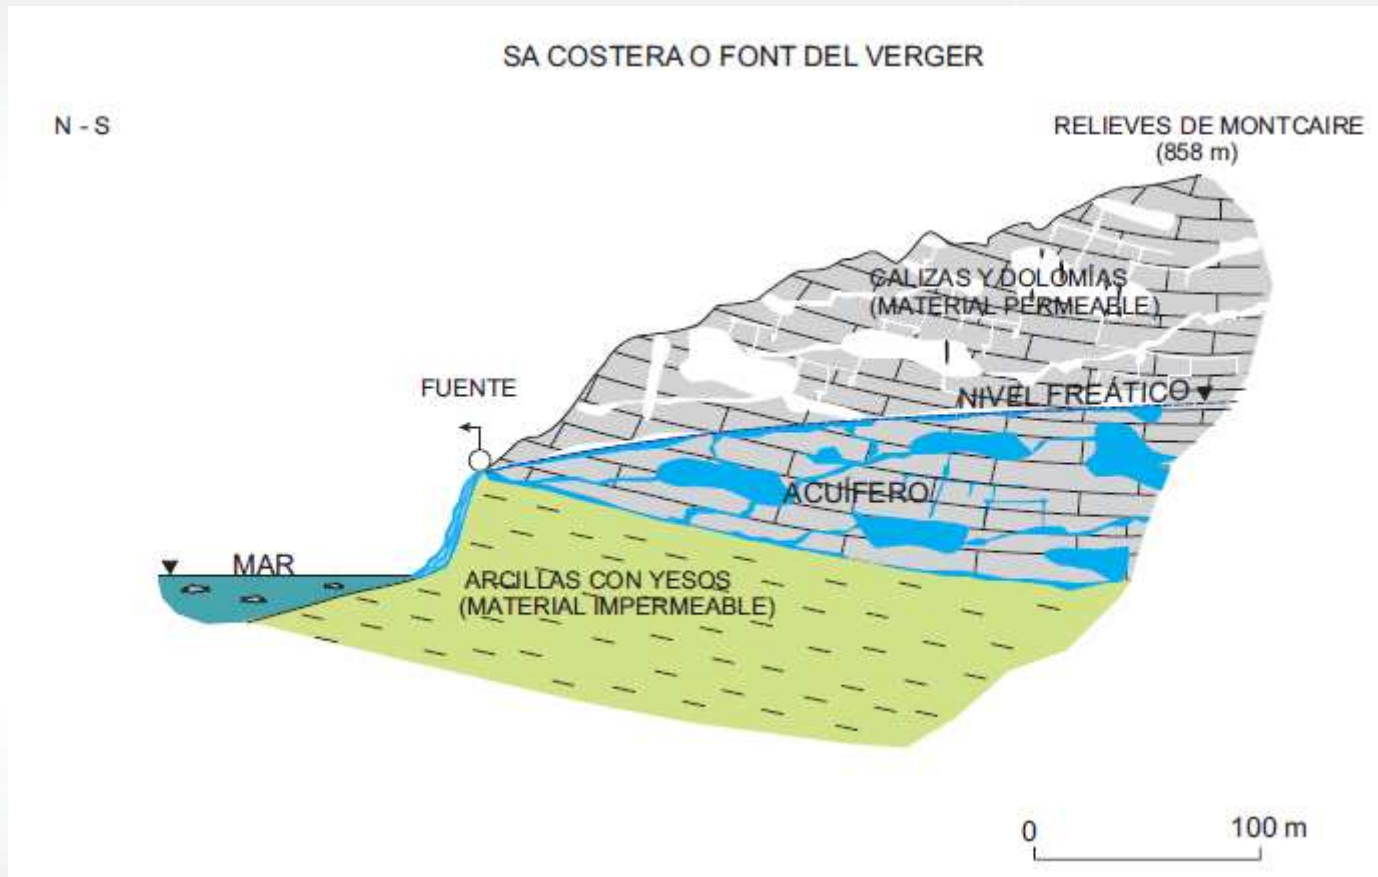 SA COSTERA O FONT DEL VERGER
N - S
RELIEVES DE MONTCAIRE
(858 m)
CALIZAS Y DOLOMÍAS
(MATERIAL PERMEABLE)
FUENTE
NIVEL FREÁTICO
ACUÍFERO
MAR
ARCILLAS CON YESOS
(MATERIAL IMPERMEABLE)
0 100 m